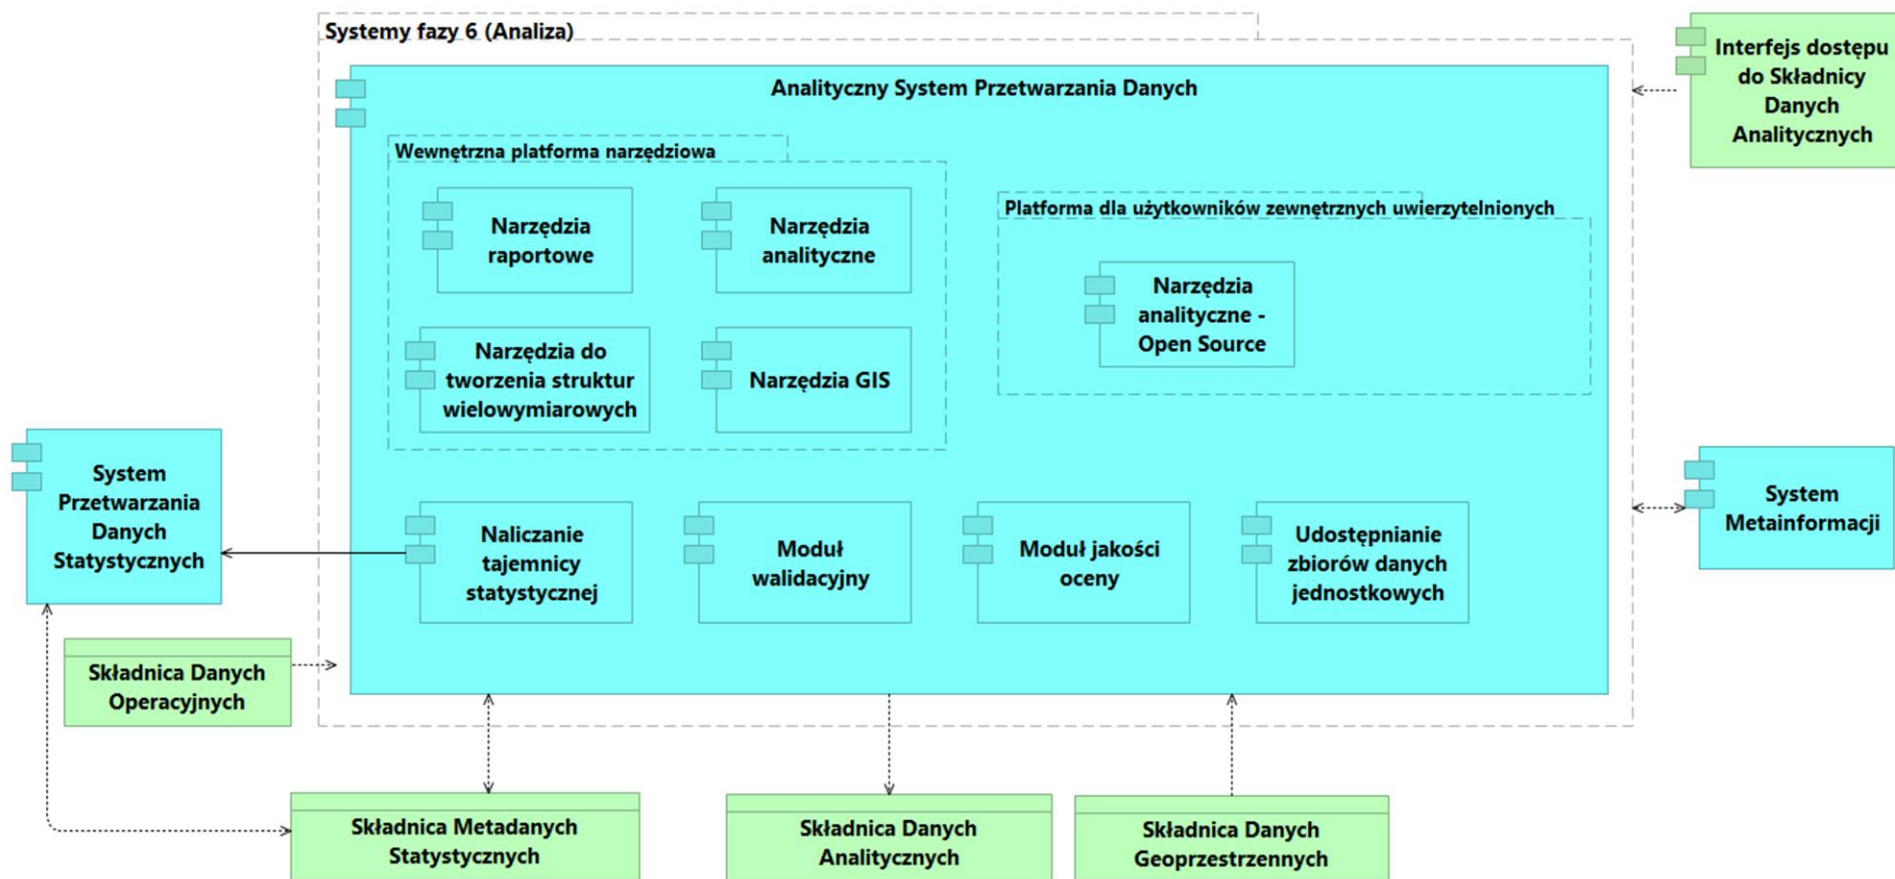 Systemy fazy 6 (Analiza)
Interfejs dostępu
do Składnicy
Danych
Analitycznych
Analityczny System Przetwarzania Danych
Wewnętrzna platforma narzędziowa
Narzędzia
raportowe
Narzędzia
analityczne
Platforma dla użytkowników zewnętrznych uwierzytelnionych
Narzędzia
analityczne -
Open Source
Narzędzia do
tworzenia struktur
wielowymiarowych
Narzędzia GIS
System
Przetwarzania
Danych
Statystycznych
Naliczanie
tajemnicy
statystycznej
Moduł
walidacyjny
Moduł jakości
oceny
Udostępnianie
zbiorów danych
jednostkowych
System
Metainformacji
Składnica Danych
Operacyjnych
Składnica Metadanych
Statystycznych
Składnica Danych
Analitycznych
Składnica Danych
Geoprzestrzennych